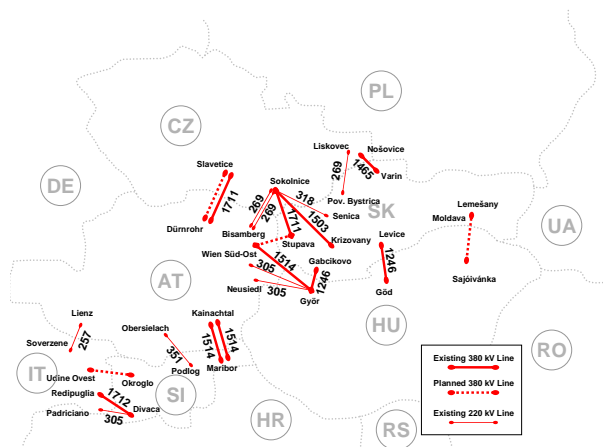 PL
CZ
Liskovec
Nošovice
1465
Slavetice
269
Varin
DE
Sokolnice
Pov. Bystrica
1711
269
269
318
Senica
SK
Lemešany
Moldava
UA
Dürnrohr
Bisamberg
1711
1503
Stupava
Krizovany
Levice
Wien Süd-Ost
1514
Gabcikovo
305
1246
1246
Sajóivánka
AT
Neusiedl
305
Győr
Göd
Lienz
Kainachtal
Obersielach
1514
1514
HU
Soverzene
257
351
Maribor
Podlog
RO
IT
Udine Ovest
Okroglo
SI
Redipuglia
1712
Padriciano
305
Divaca
HR
RS
Existing 380 kV Line
Planned 380 kV Line
Existing 220 kV Line